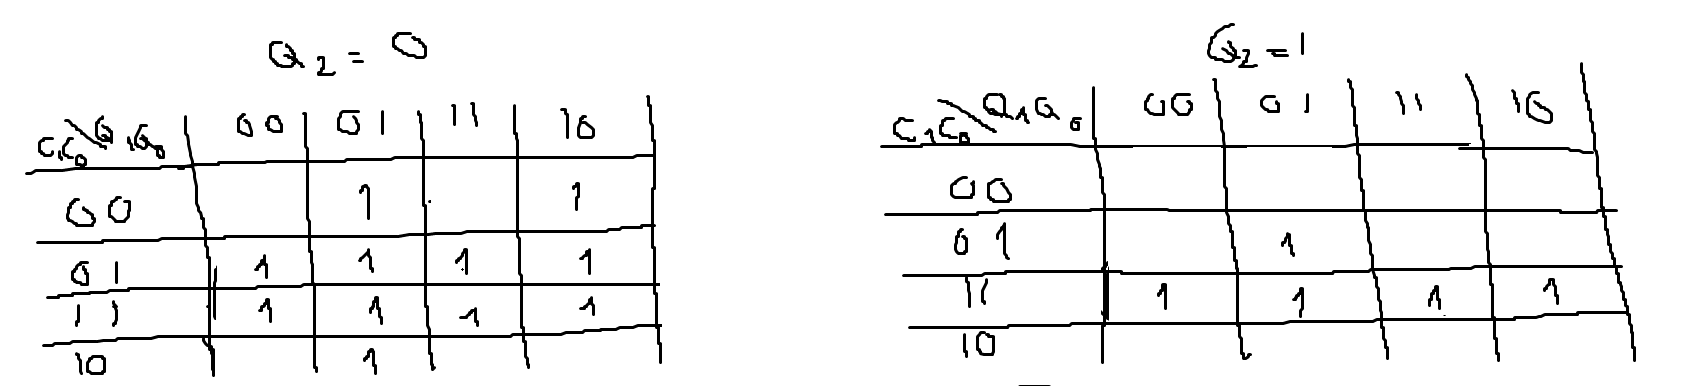 Q2 = 0
C1C0\Q1Q0 00 01 11 10
00 1 1
01 1 1 1 1
11 1 1 1 1
10 1
Q2 = 1
C1C0\Q1Q0 00 01 11 10
00
01 1
11 1 1 1 1
10